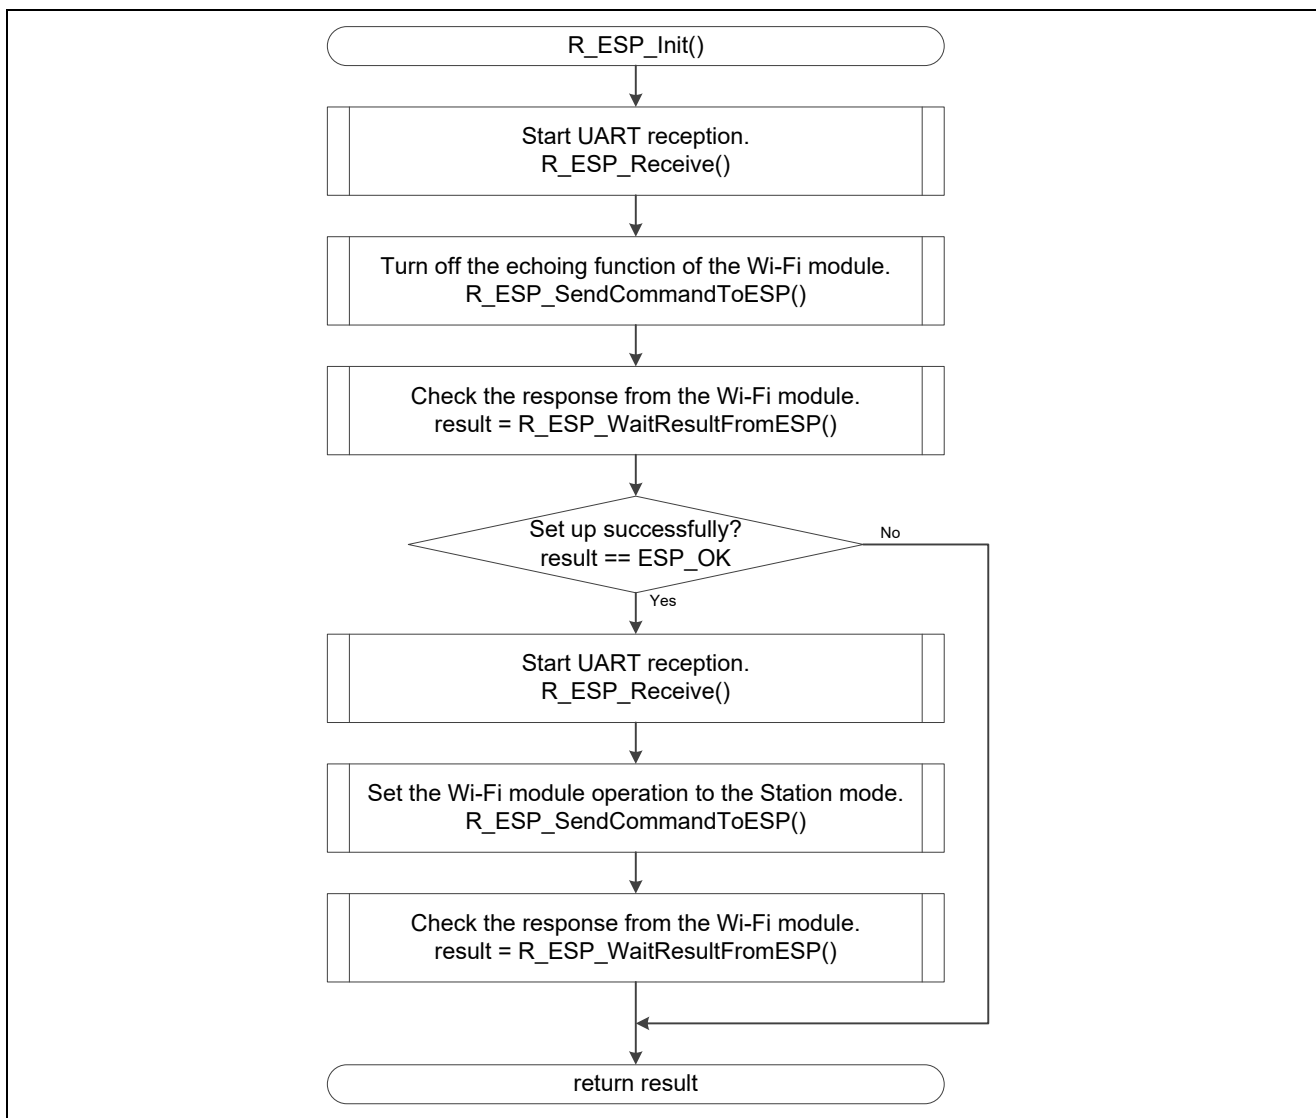 R_ESP_Init()
Start UART reception.
R_ESP_Receive()
Turn off the echoing function of the Wi-Fi module.
R_ESP_SendCommandToESP()
Check the response from the Wi-Fi module.
result = R_ESP_WaitResultFromESP()
Set up successfully?
result == ESP_OK
No
Yes
Start UART reception.
R_ESP_Receive()
Set the Wi-Fi module operation to the Station mode.
R_ESP_SendCommandToESP()
Check the response from the Wi-Fi module.
result = R_ESP_WaitResultFromESP()
return result